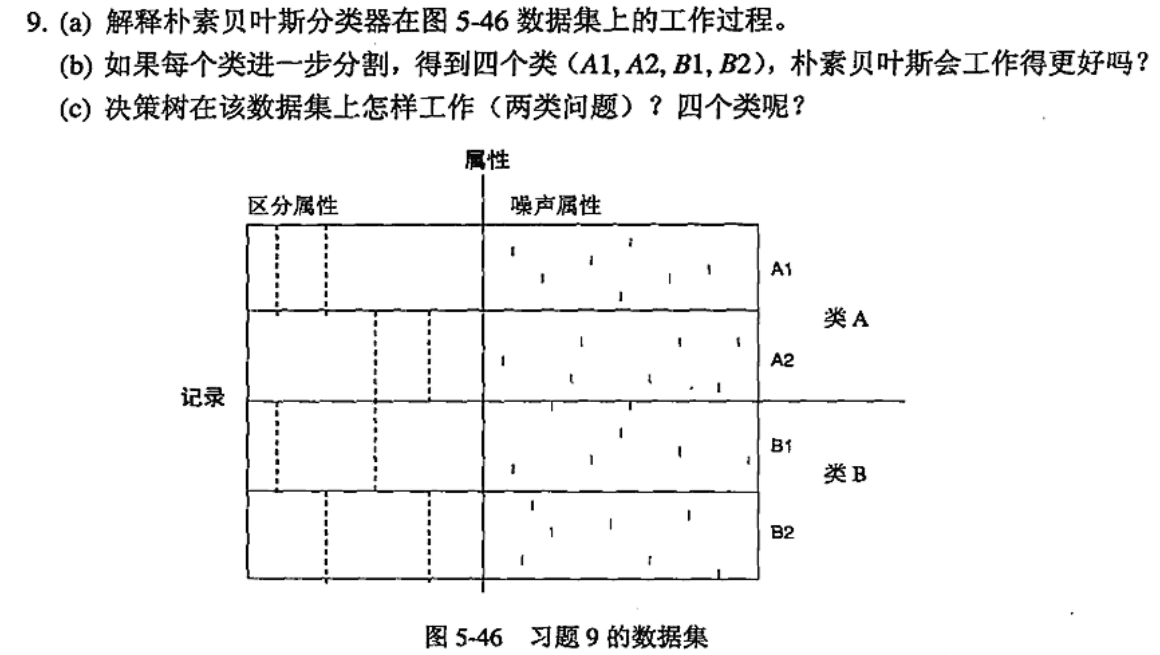 9. (a) 解释朴素贝叶斯分类器在图 5-46 数据集上的工作过程。
(b) 如果每个类进一步分割，得到四个类（A1, A2, B1, B2），朴素贝叶斯会工作得更好吗？
(c) 决策树在该数据集上怎样工作（两类问题）？四个类呢？
属性
区分属性 噪声属性
A1
类 A
A2
记录
B1
类 B
B2
图 5-46 习题 9 的数据集